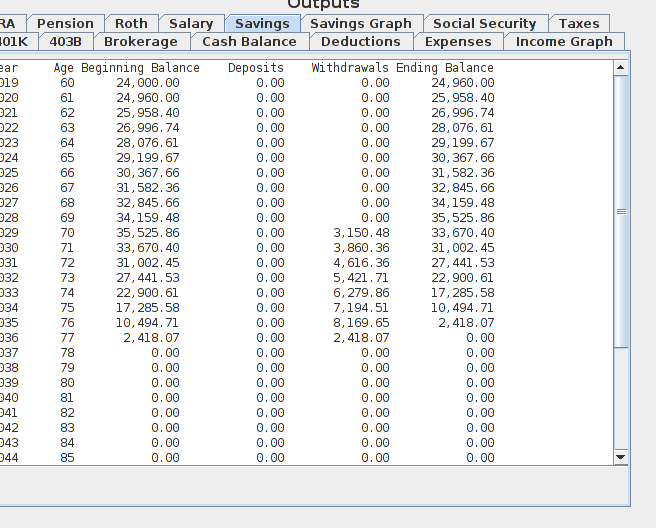 Outputs
RA Pension Roth Salary Savings Savings Graph Social Security Taxes
401K 403B Brokerage Cash Balance Deductions Expenses Income Graph
ear Age Beginning Balance Deposits Withdrawals Ending Balance
019 60 24,000.00 0.00 0.00 24,960.00
020 61 24,960.00 0.00 0.00 25,958.40
021 62 25,958.40 0.00 0.00 26,996.74
022 63 26,996.74 0.00 0.00 28,076.61
023 64 28,076.61 0.00 0.00 29,199.67
024 65 29,199.67 0.00 0.00 30,367.66
025 66 30,367.66 0.00 0.00 31,582.36
026 67 31,582.36 0.00 0.00 32,845.66
027 68 32,845.66 0.00 0.00 34,159.48
028 69 34,159.48 0.00 0.00 35,525.86
029 70 35,525.86 0.00 3,150.48 33,670.40
030 71 33,670.40 0.00 3,860.36 31,002.45
031 72 31,002.45 0.00 4,616.36 27,441.53
032 73 27,441.53 0.00 5,421.71 22,900.61
033 74 22,900.61 0.00 6,279.86 17,285.58
034 75 17,285.58 0.00 7,194.51 10,494.71
035 76 10,494.71 0.00 8,169.65 2,418.07
036 77 2,418.07 0.00 2,418.07 0.00
037 78 0.00 0.00 0.00 0.00
038 79 0.00 0.00 0.00 0.00
039 80 0.00 0.00 0.00 0.00
040 81 0.00 0.00 0.00 0.00
041 82 0.00 0.00 0.00 0.00
042 83 0.00 0.00 0.00 0.00
043 84 0.00 0.00 0.00 0.00
044 85 0.00 0.00 0.00 0.00